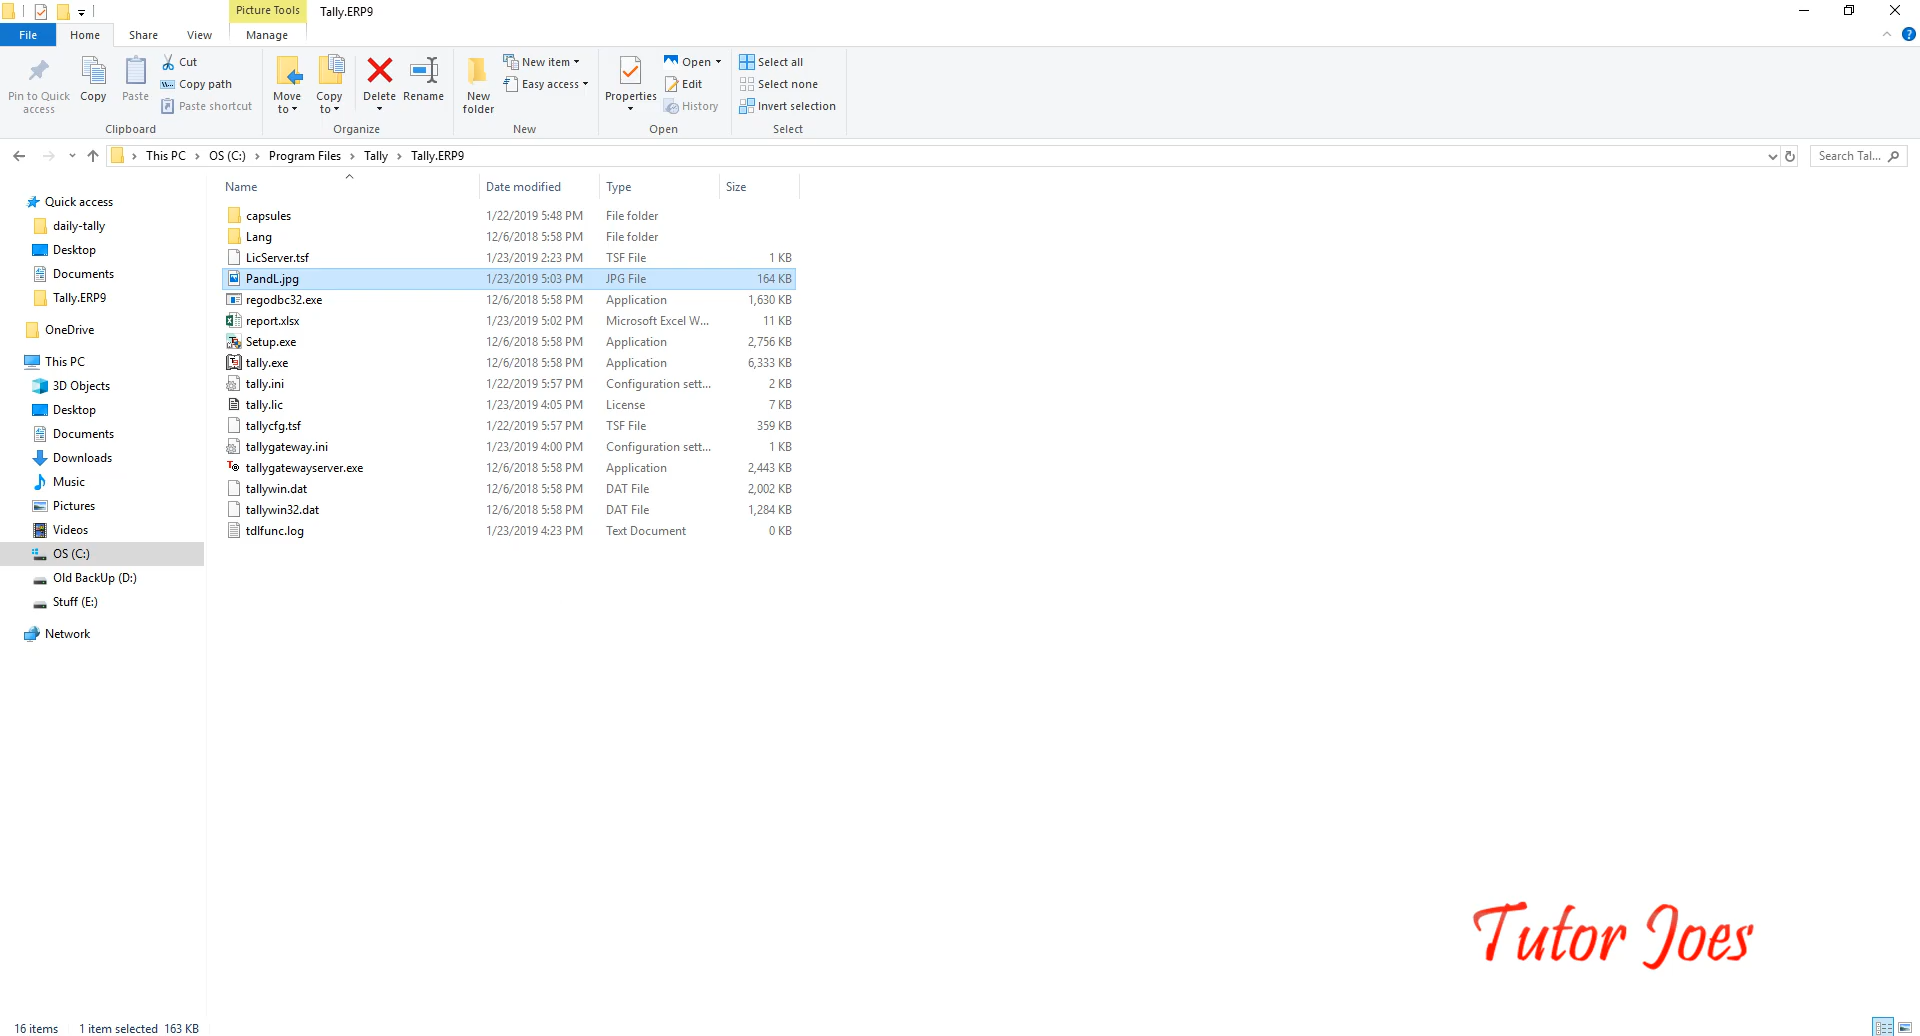 Picture Tools
Tally.ERP9
File
Home
Share
View
Manage
Pin to Quick access
Copy
Paste
Cut
Copy path
Paste shortcut
Clipboard
Move to
Copy to
Delete
Rename
Organize
New folder
New item
Easy access
New
Properties
Open
Edit
History
Open
Select all
Select none
Invert selection
Select
This PC > OS (C:) > Program Files > Tally > Tally.ERP9
Search Tal...
Quick access
daily-tally
Desktop
Documents
Tally.ERP9
OneDrive
This PC
3D Objects
Desktop
Documents
Downloads
Music
Pictures
Videos
OS (C:)
Old BackUp (D:)
Stuff (E:)
Network
Name Date modified Type Size
capsules 1/22/2019 5:48 PM File folder
Lang 12/6/2018 5:58 PM File folder
LicServer.tsf 1/23/2019 2:23 PM TSF File 1 KB
PandL.jpg 1/23/2019 5:03 PM JPG File 164 KB
regodbc32.exe 12/6/2018 5:58 PM Application 1,630 KB
report.xlsx 1/23/2019 5:02 PM Microsoft Excel W... 11 KB
Setup.exe 12/6/2018 5:58 PM Application 2,756 KB
tally.exe 12/6/2018 5:58 PM Application 6,333 KB
tally.ini 1/22/2019 5:57 PM Configuration sett... 2 KB
tally.lic 1/23/2019 4:05 PM License 7 KB
tallycfg.tsf 1/22/2019 5:57 PM TSF File 359 KB
tallygateway.ini 1/23/2019 4:00 PM Configuration sett... 1 KB
tallygatewayserver.exe 12/6/2018 5:58 PM Application 2,443 KB
tallywin.dat 12/6/2018 5:58 PM DAT File 2,002 KB
tallywin32.dat 12/6/2018 5:58 PM DAT File 1,284 KB
tdlfunc.log 1/23/2019 4:23 PM Text Document 0 KB
Tutor Joes
16 items 1 item selected 163 KB